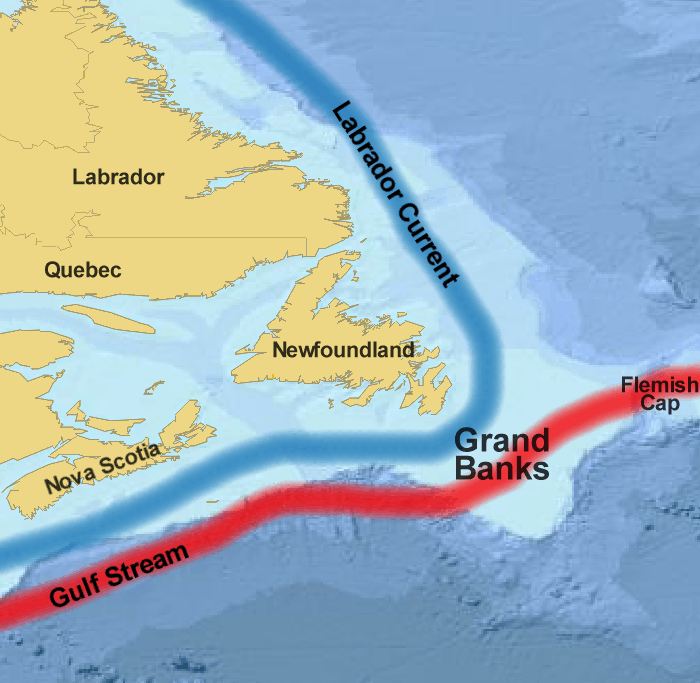 Labrador Current
Labrador
Quebec
Newfoundland
Flemish
Cap
Grand
Banks
Nova Scotia
Gulf Stream